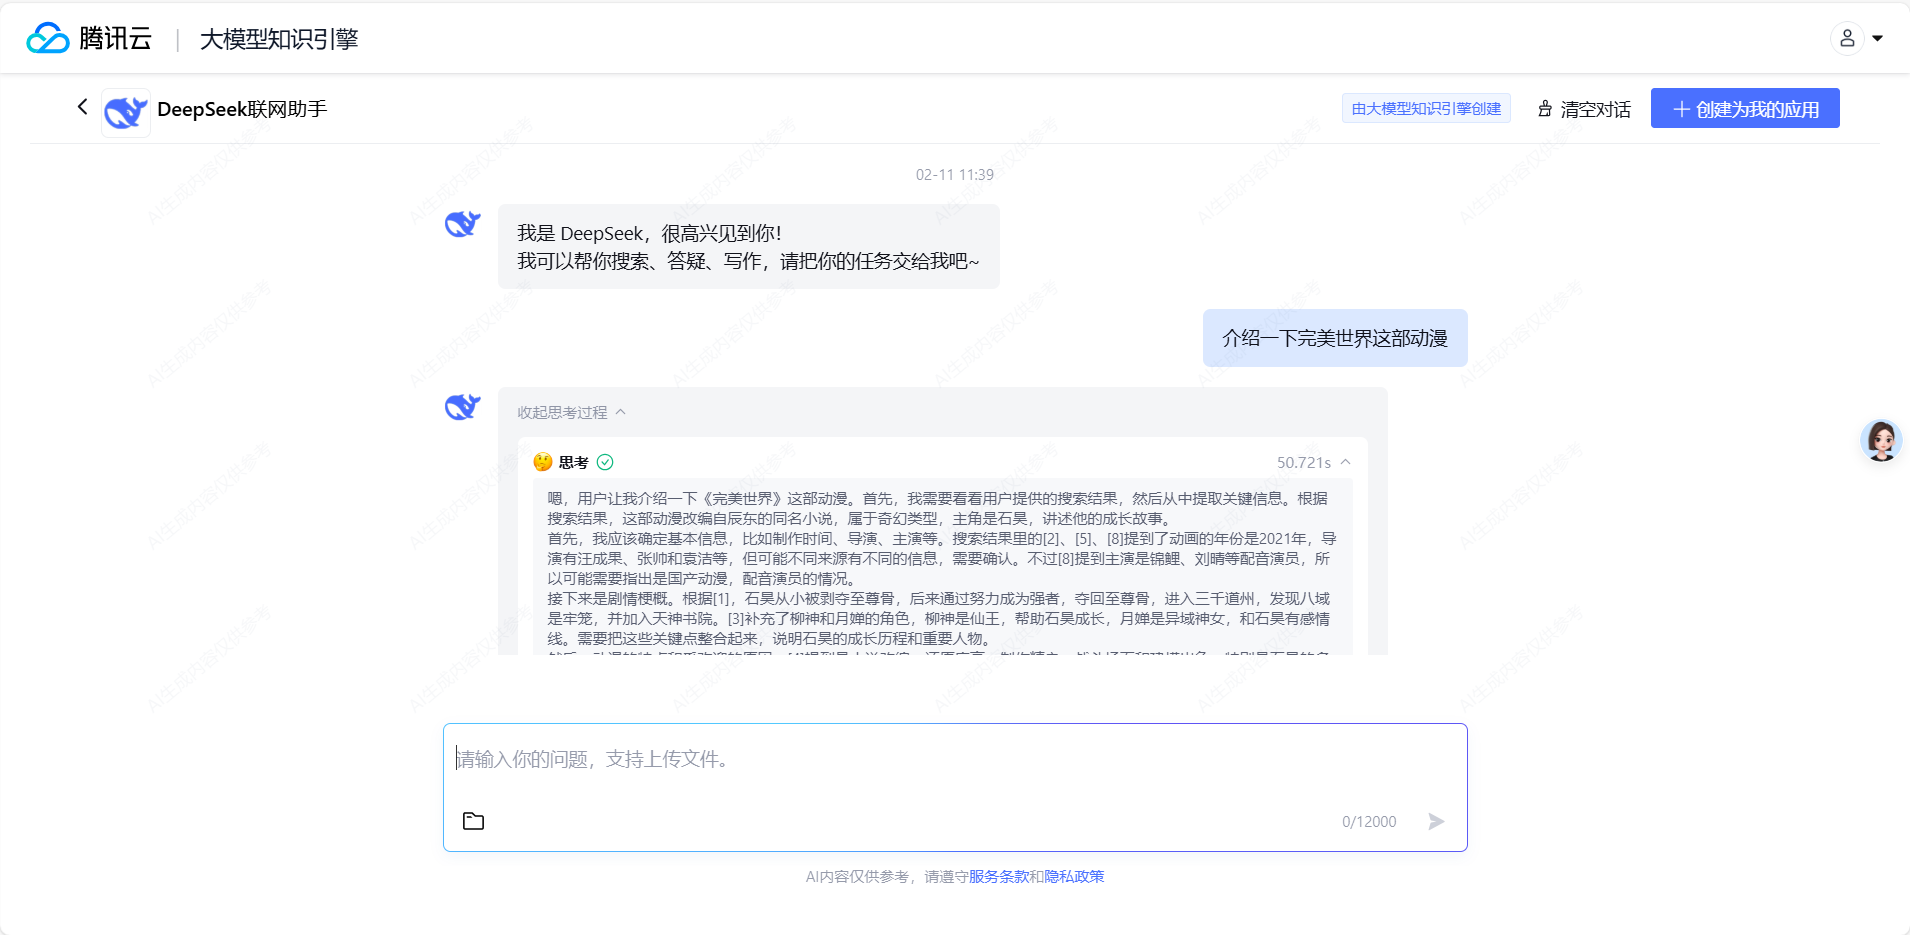 腾讯云 | 大模型知识引擎
DeepSeek联网助手
由大模型知识引擎创建
清空对话
创建为我的应用
02-11 11:39
我是 DeepSeek，很高兴见到你！
我可以帮你搜索、答疑、写作，请把你的任务交给我吧~
介绍一下完美世界这部动漫
收起思考过程
思考
50.721s
嗯，用户让我介绍一下《完美世界》这部动漫。首先，我需要看看用户提供的搜索结果，然后从中提取关键信息。根据
搜索结果，这部动漫改编自辰东的同名小说，属于奇幻类型，主角是石昊，讲述他的成长故事。
首先，我应该确定基本信息，比如制作时间、导演、主演等。搜索结果里的[2]、[5]、[8]提到了动画的年份是2021年，导
演有汪成果、张帅和袁洁等，但可能不同来源有不同的信息，需要确认。不过[8]提到主演是锦鲤、刘晴等配音演员，所
以可能需要指出是国产动漫，配音演员的情况。
接下来是剧情梗概。根据[1]，石昊从小被剥夺至尊骨，后来通过努力成为强者，夺回至尊骨，进入三千道州，发现八域
是牢笼，并加入天神书院。[3]补充了柳神和月婵的角色，柳神是仙王，帮助石昊成长，月婵是异域神女，和石昊有感情
线。需要把这些关键点整合起来，说明石昊的成长历程和重要人物。
请输入你的问题，支持上传文件。
0/12000
AI内容仅供参考，请遵守服务条款和隐私政策
AI生成内容仅供参考